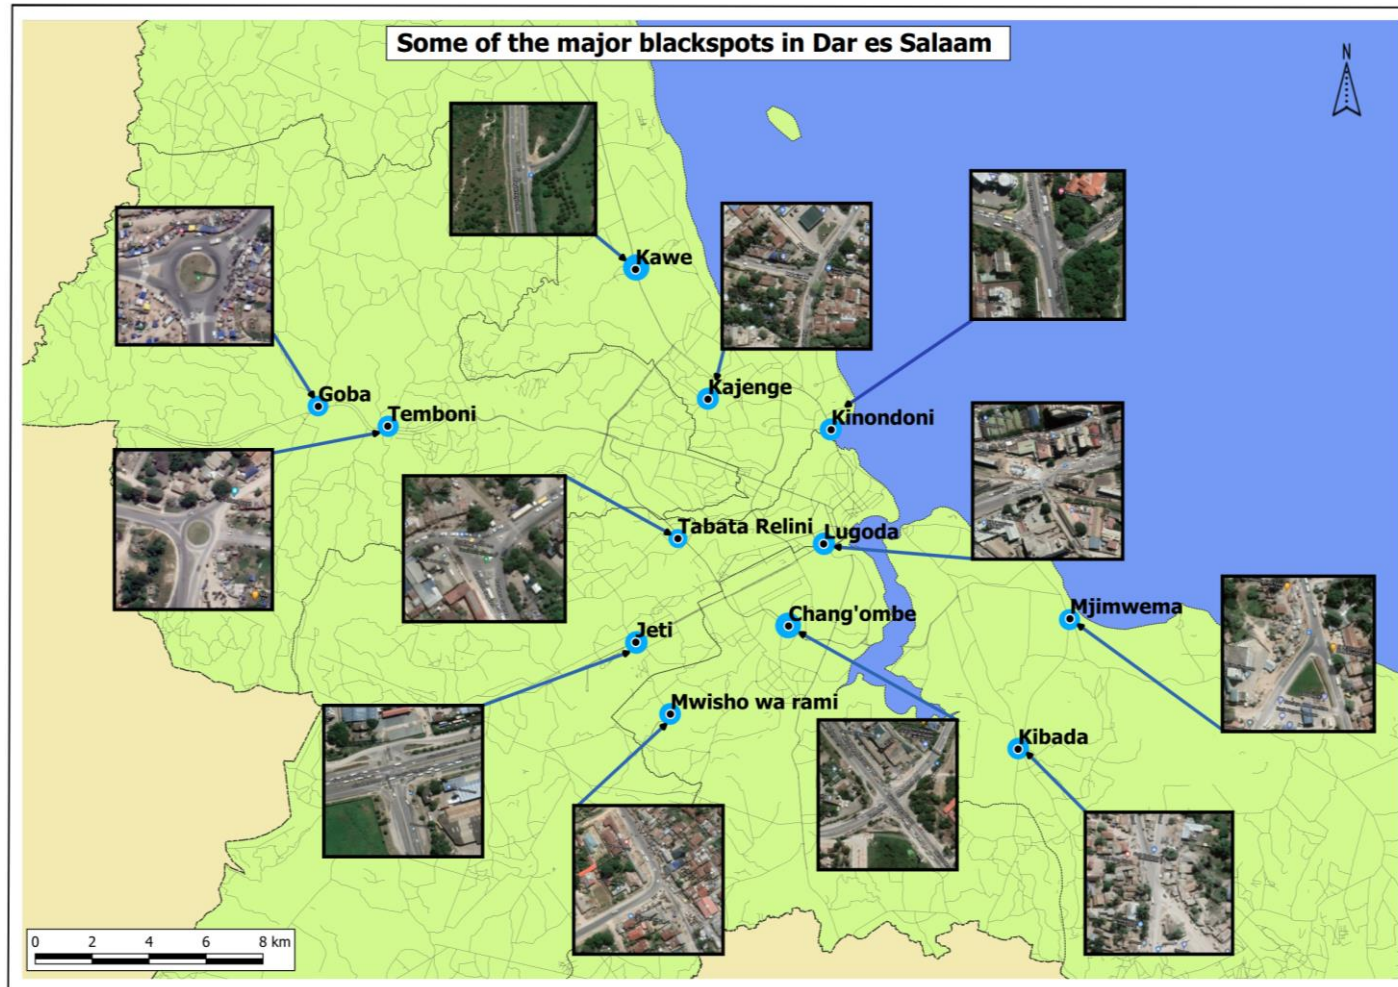 Some of the major blackspots in Dar es Salaam
N
Kawe
Kajenge
Goba
Temboni
Kinondoni
Tabata Relini
Lugoda
Chang'ombe
Mjimwema
Jeti
Mwisho wa rami
Kibada
0 2 4 6 8 km